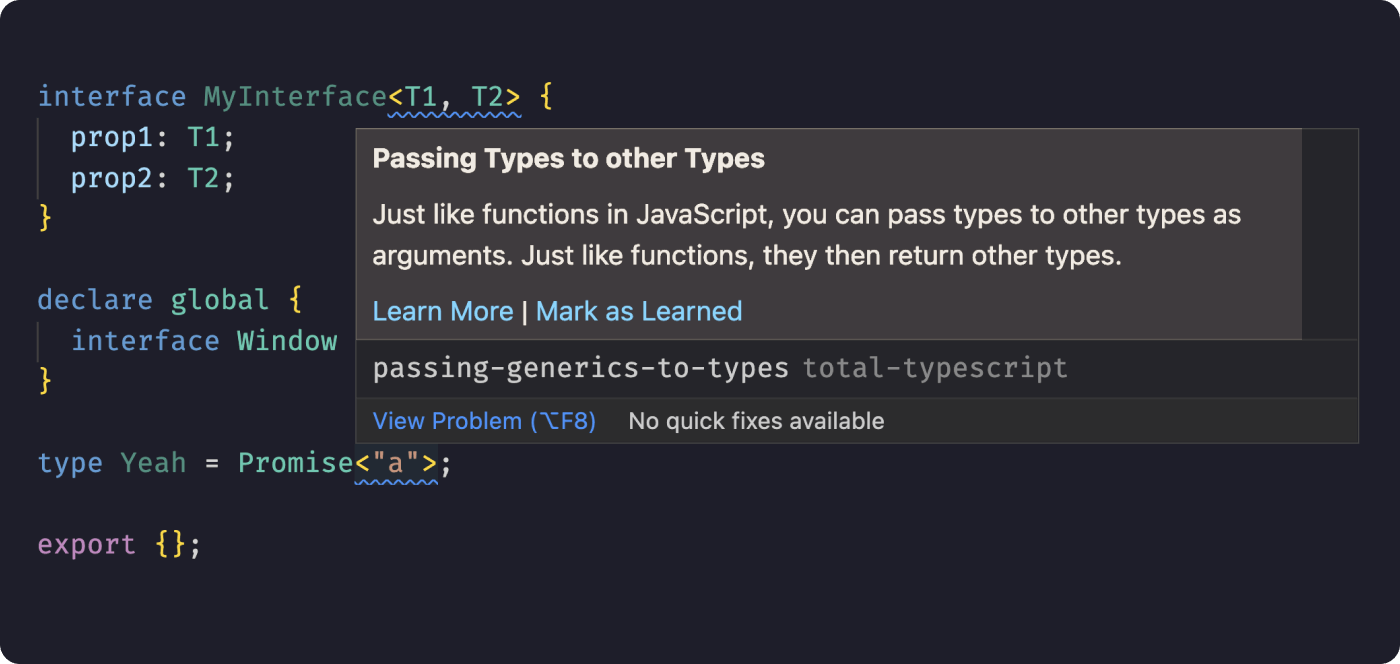 interface MyInterface<T1, T2> {
prop1: T1;
prop2: T2;
}
declare global {
interface Window
}
type Yeah = Promise<"a">;
export {};
Passing Types to other Types
Just like functions in JavaScript, you can pass types to other types as
arguments. Just like functions, they then return other types.
Learn More | Mark as Learned
passing-generics-to-types total-typescript
View Problem (⌥F8) No quick fixes available